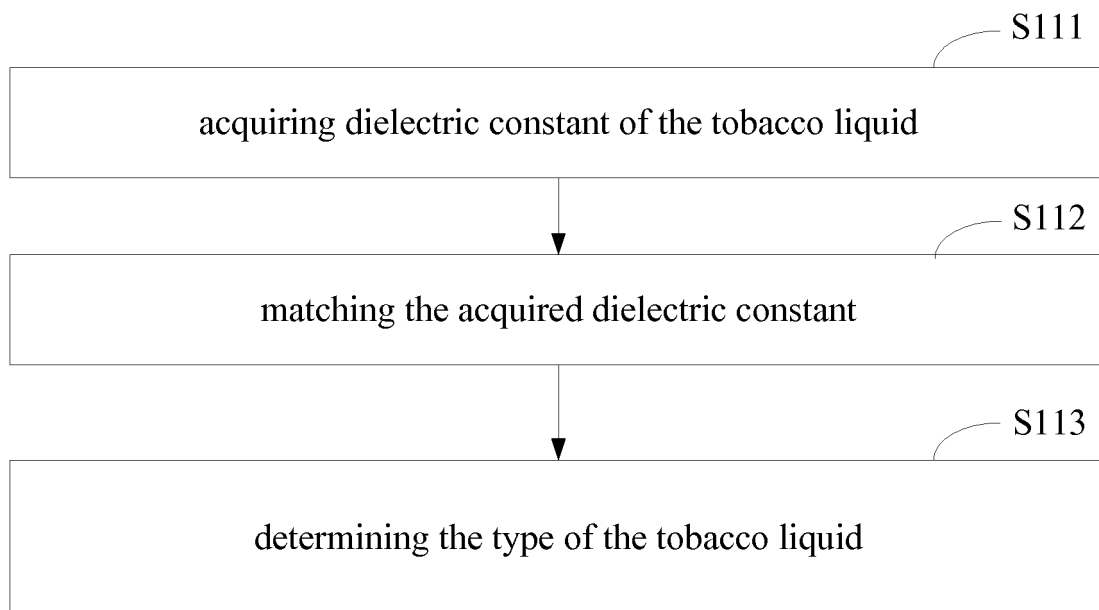 S111
acquiring dielectric constant of the tobacco liquid
S112
matching the acquired dielectric constant
S113
determining the type of the tobacco liquid